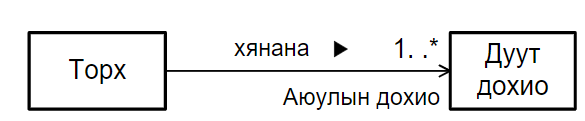 Торх
хянана ▶ 1. .*
Аюулын дохио
Дуут
дохио